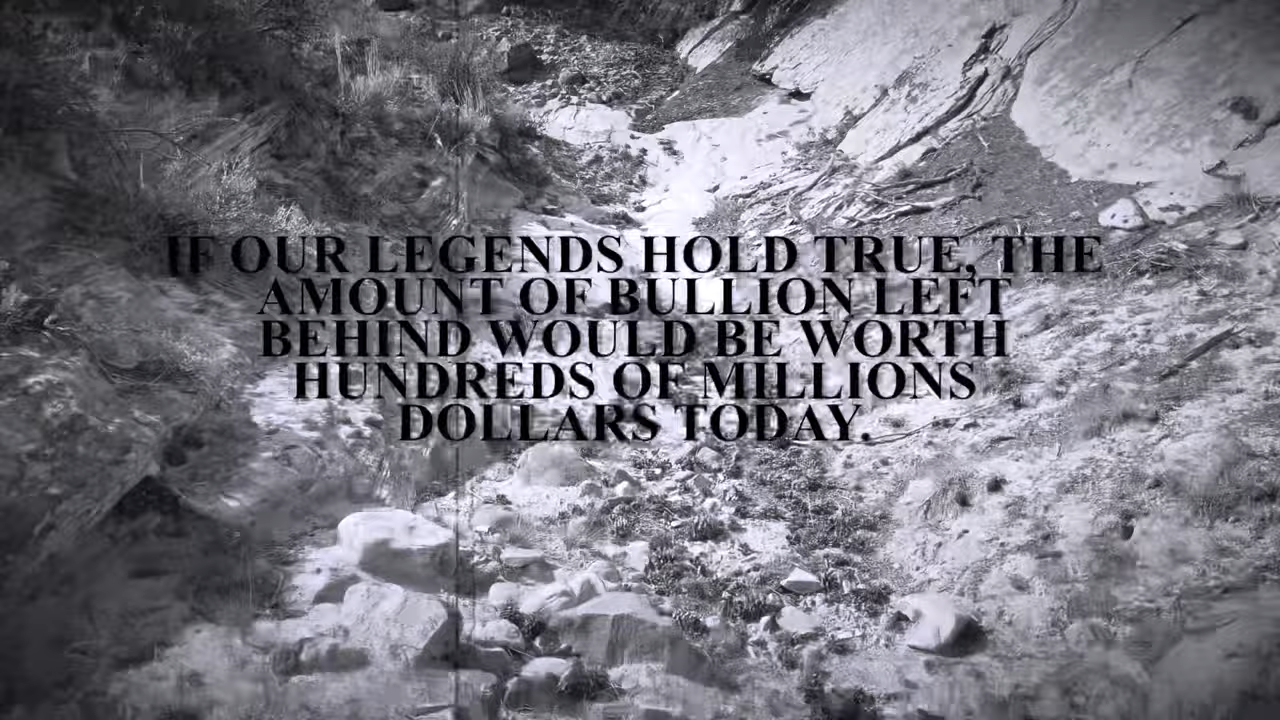 IF OUR LEGENDS HOLD TRUE, THE
AMOUNT OF BULLION LEFT
BEHIND WOULD BE WORTH
HUNDREDS OF MILLIONS
DOLLARS TODAY.